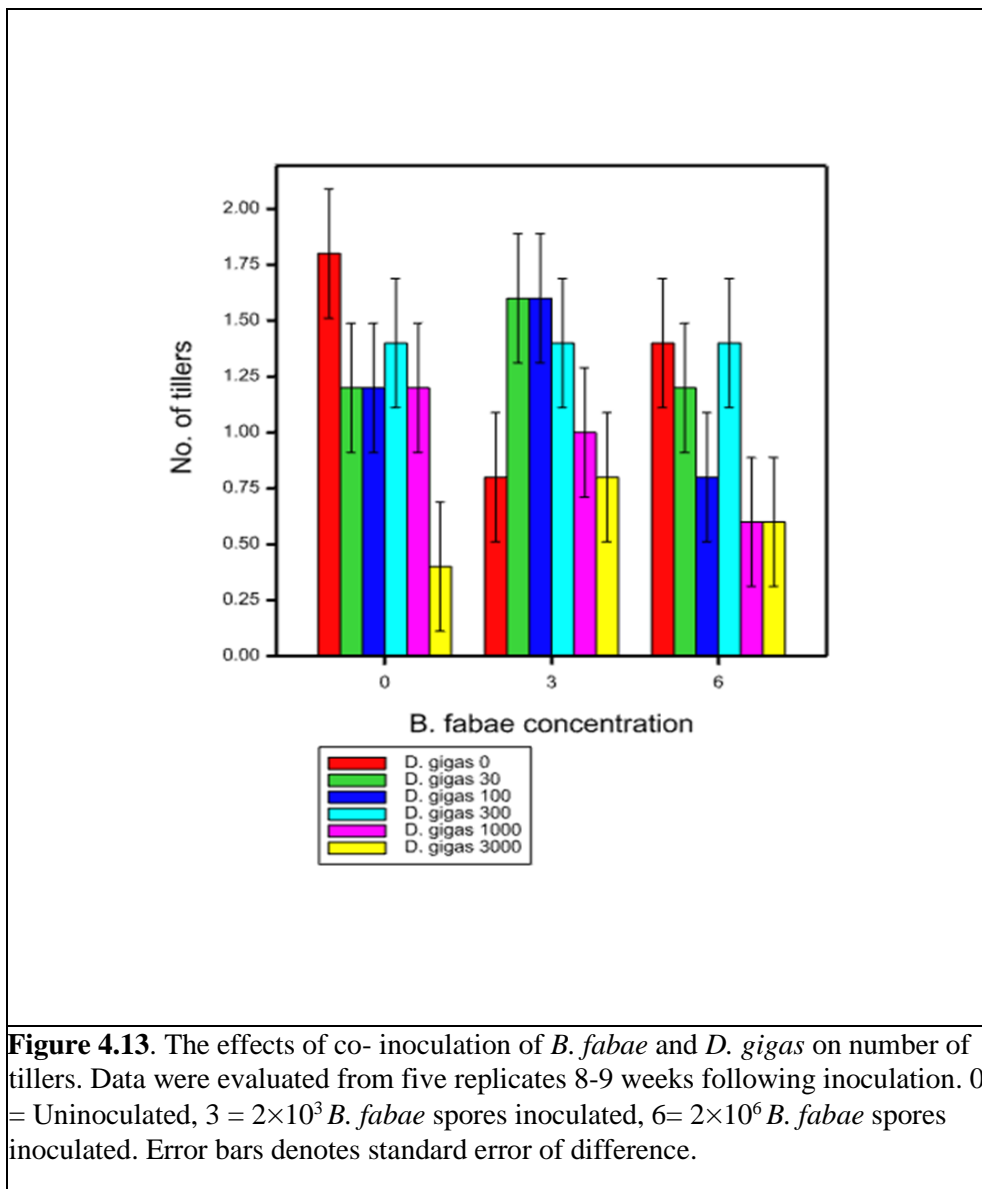 2.00
1.75
1.50
1.25
1.00
0.75
0.50
0.25
0.00
No. of tillers
0 3 6
B. fabae concentration
D. gigas 0
D. gigas 30
D. gigas 100
D. gigas 300
D. gigas 1000
D. gigas 3000
Figure 4.13. The effects of co- inoculation of B. fabae and D. gigas on number of
tillers. Data were evaluated from five replicates 8-9 weeks following inoculation. 0
= Uninoculated, 3 = 2×10³ B. fabae spores inoculated, 6= 2×10⁶ B. fabae spores
inoculated. Error bars denotes standard error of difference.